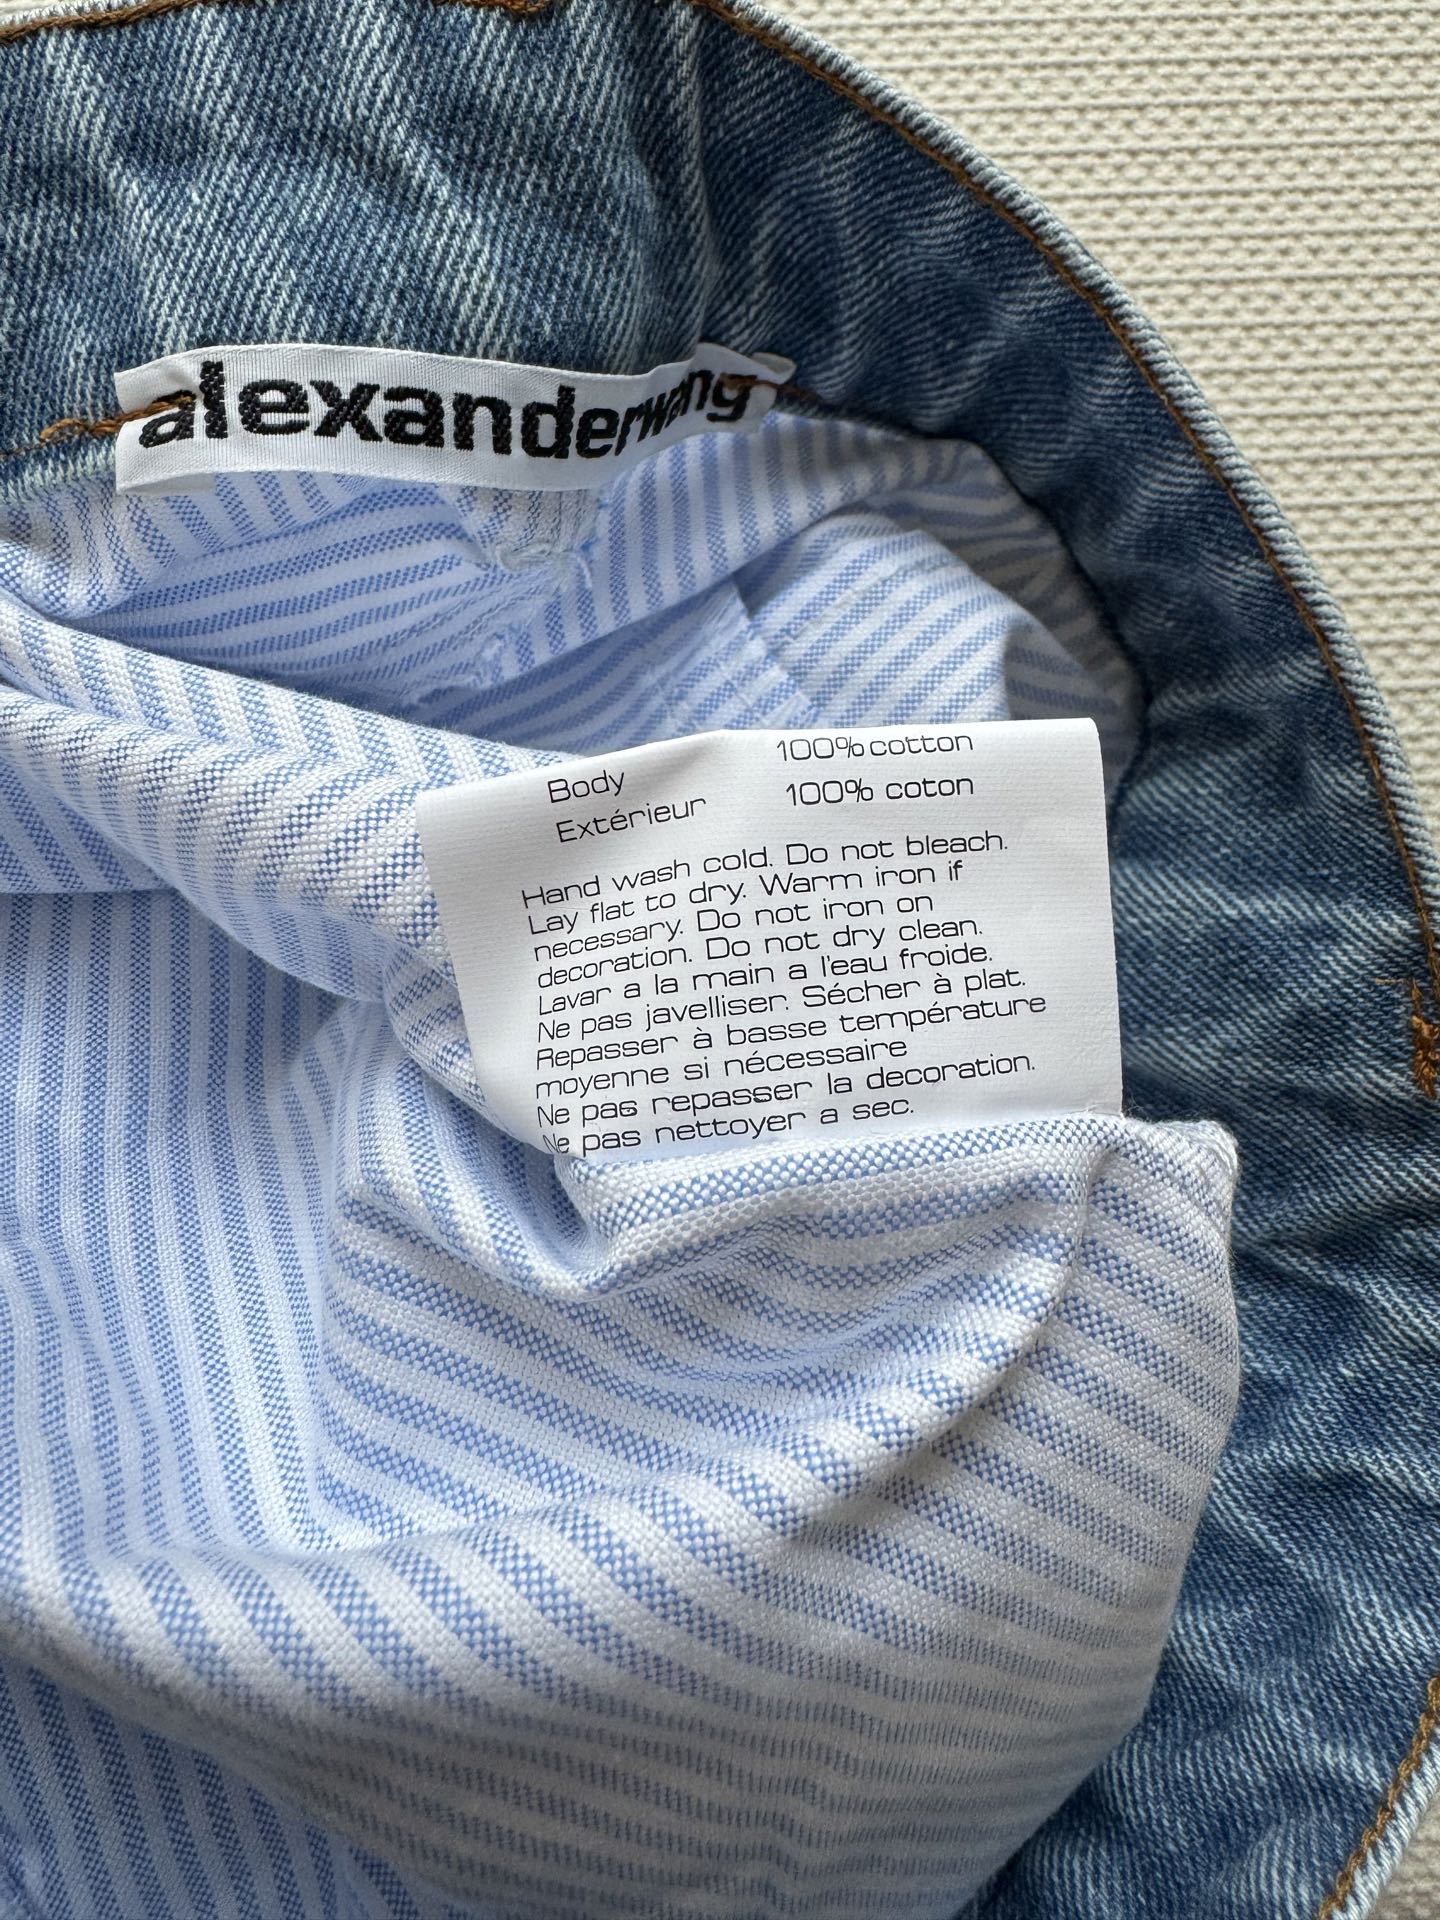 alexanderwang
Body 100% cotton
Extérieur 100% coton
Hand wash cold. Do not bleach.
Lay flat to dry. Warm iron if
necessary. Do not iron on
decoration. Do not dry clean.
Lavar a la main a l'eau froide.
Ne pas javelliser. Sécher à plat.
Repasser à basse température
moyenne si nécessaire
Ne pas repasser la decoration.
Ne pas nettoyer a sec.